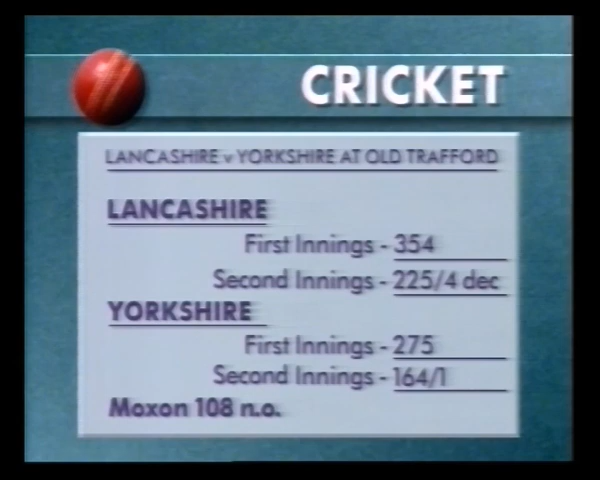 CRICKET
LANCASHIRE v YORKSHIRE AT OLD TRAFFORD
LANCASHIRE
First Innings - 354
Second Innings - 225/4 dec
YORKSHIRE
First Innings - 275
Second Innings - 164/1
Moxon 108 n.o.